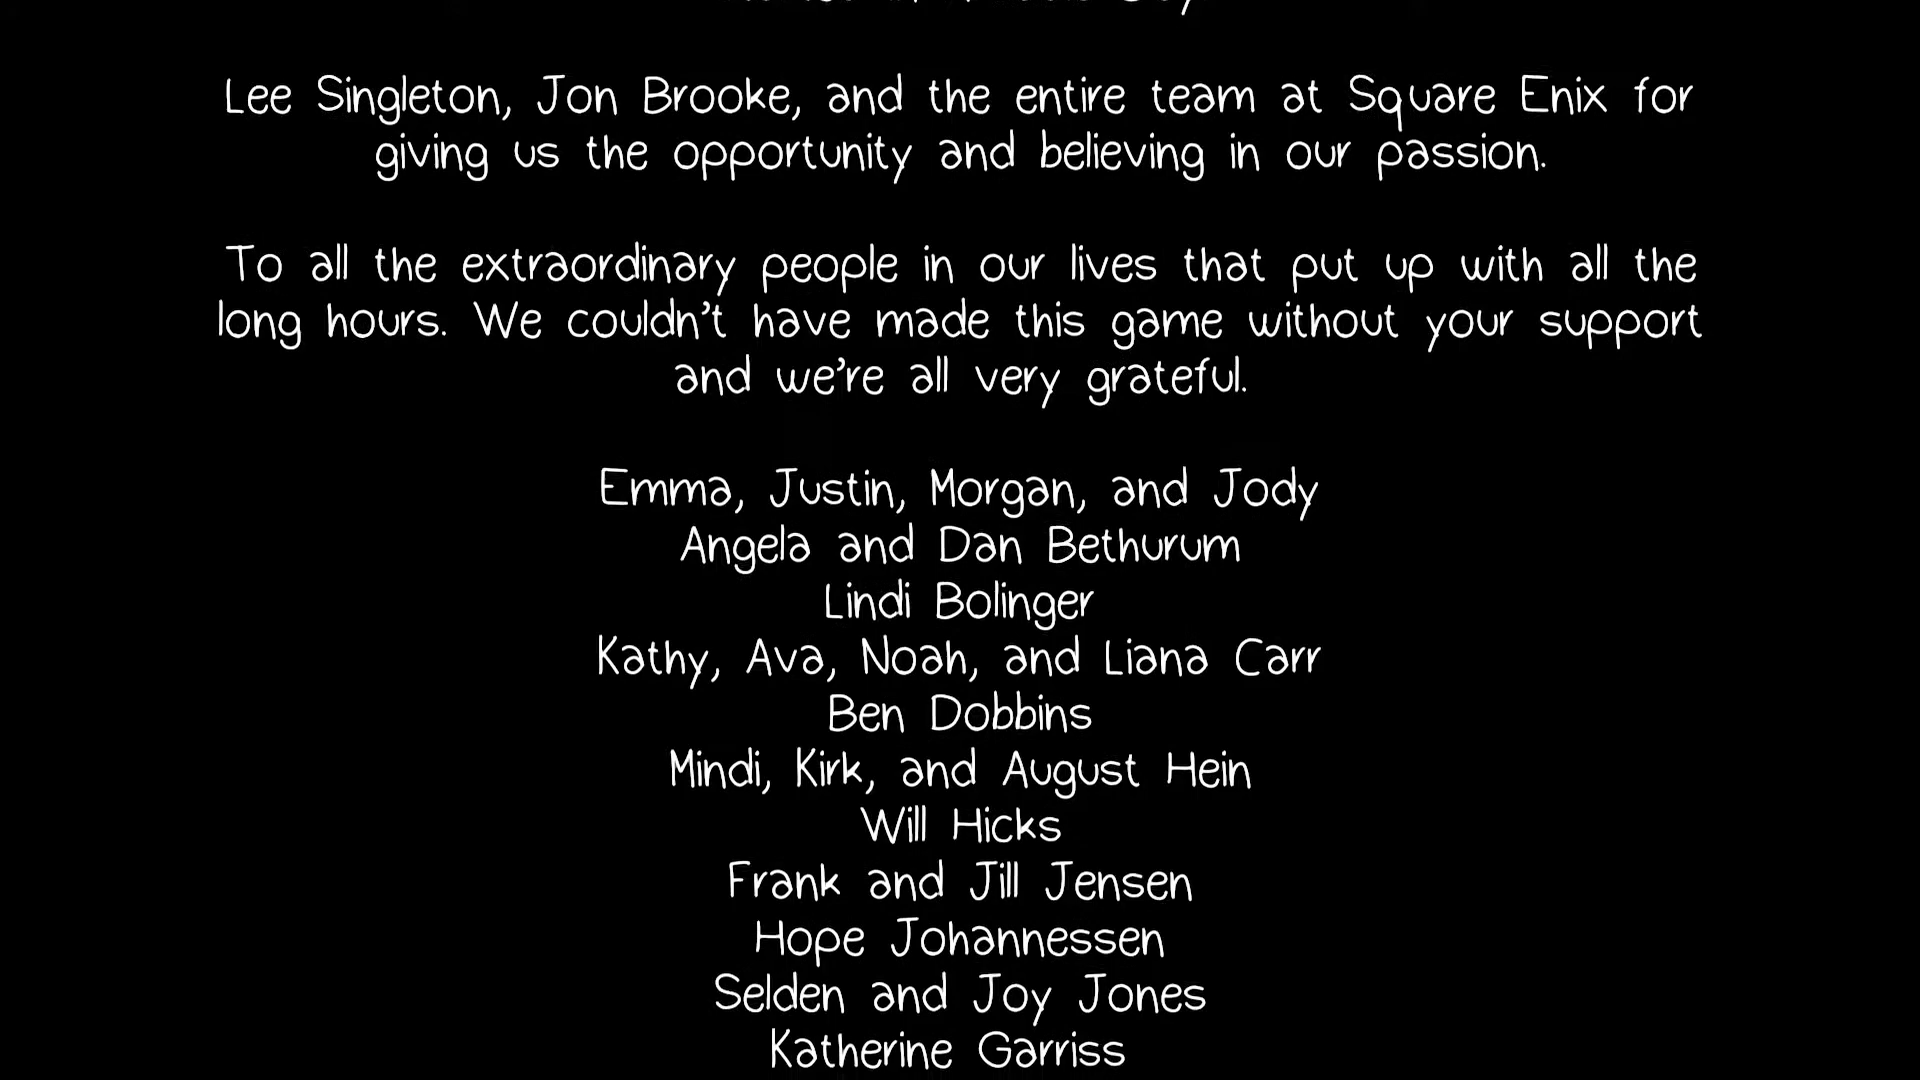 Lee Singleton, Jon Brooke, and the entire team at Square Enix for
giving us the opportunity and believing in our passion.
To all the extraordinary people in our lives that put up with all the
long hours. We couldn't have made this game without your support
and we're all very grateful.
Emma, Justin, Morgan, and Jody
Angela and Dan Bethurum
Lindi Bolinger
Kathy, Ava, Noah, and Liana Carr
Ben Dobbins
Mindi, Kirk, and August Hein
Will Hicks
Frank and Jill Jensen
Hope Johannessen
Selden and Joy Jones
Katherine Garriss